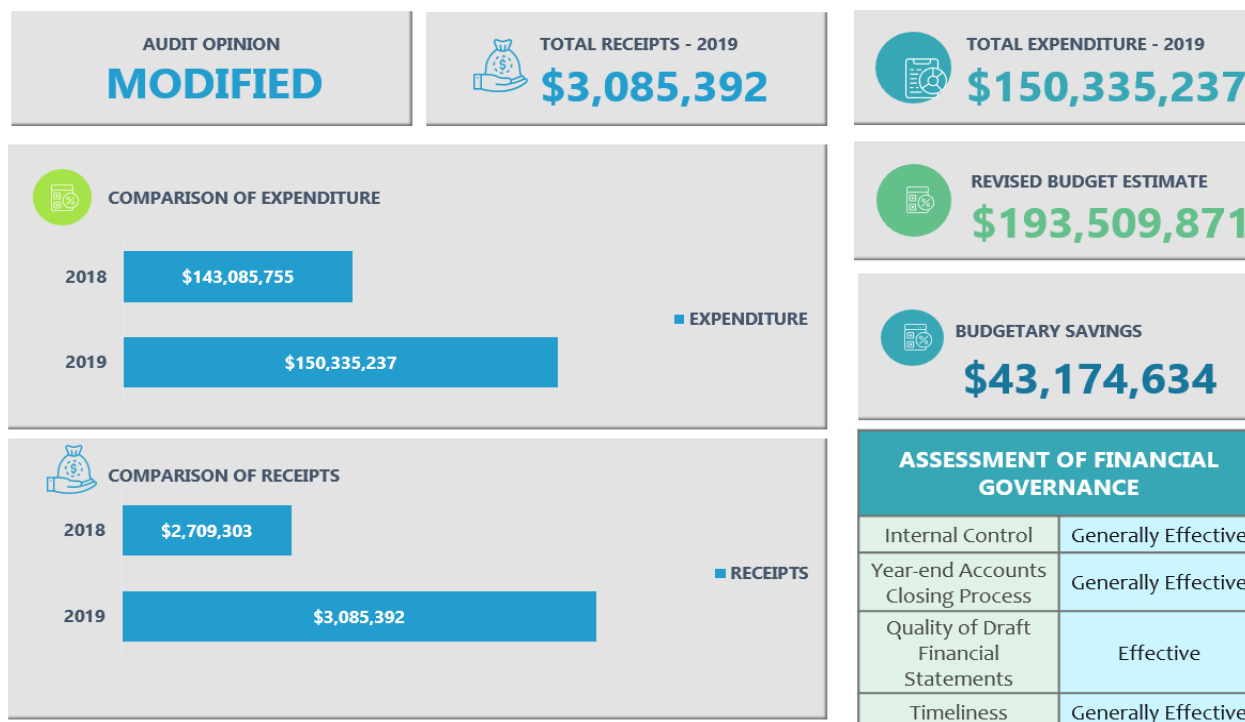 AUDIT OPINION
MODIFIED
TOTAL RECEIPTS - 2019
$3,085,392
TOTAL EXPENDITURE - 2019
$150,335,237
COMPARISON OF EXPENDITURE
2018
$143,085,755
2019
$150,335,237
EXPENDITURE
REVISED BUDGET ESTIMATE
$193,509,871
BUDGETARY SAVINGS
$43,174,634
COMPARISON OF RECEIPTS
2018
$2,709,303
2019
$3,085,392
RECEIPTS
ASSESSMENT OF FINANCIAL
GOVERNANCE
Internal Control
Generally Effective
Year-end Accounts
Closing Process
Generally Effective
Quality of Draft
Financial
Statements
Effective
Timeliness
Generally Effective